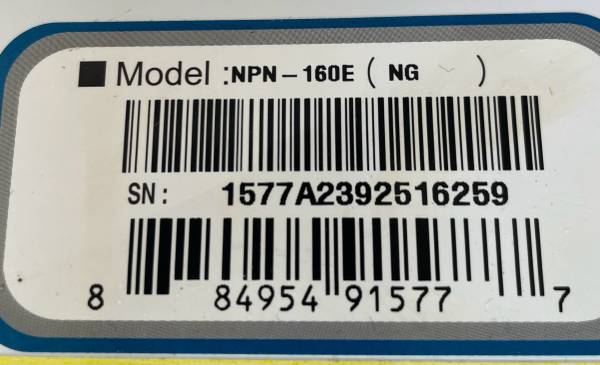 Model :NPN-160E ( NG )
SN: 1577A2392516259
8 84954 91577 7